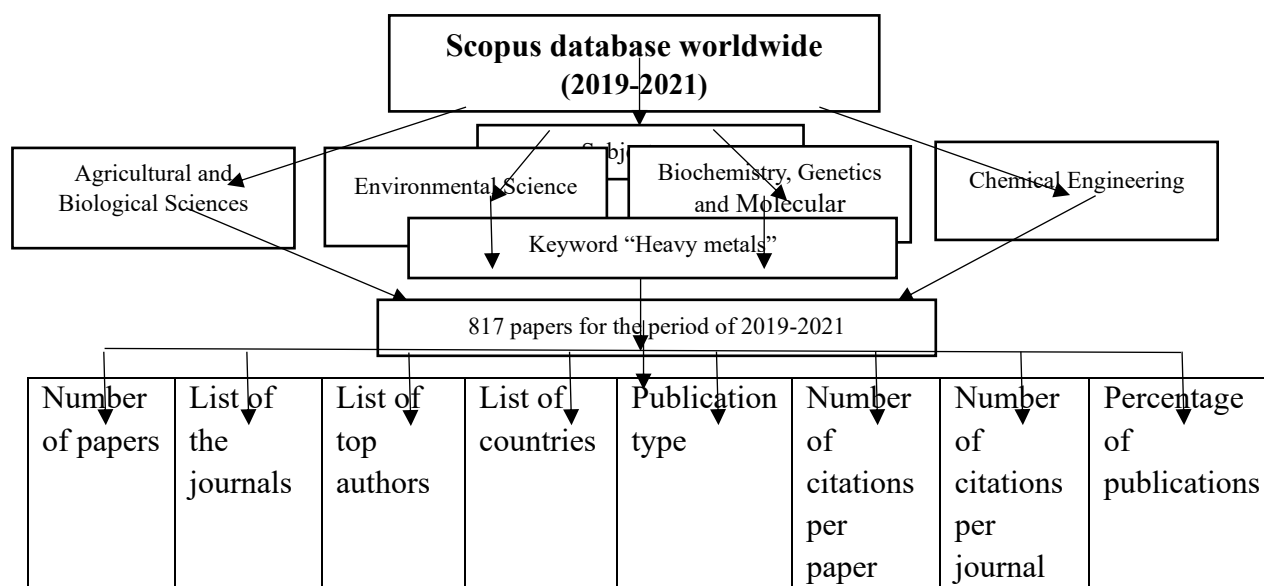 Scopus database worldwide
(2019-2021)
Agricultural and
Biological Sciences
Environmental Science
Biochemistry, Genetics
and Molecular
Chemical Engineering
Keyword “Heavy metals”
817 papers for the period of 2019-2021
Number
of papers
List of
the
journals
List of
top
authors
List of
countries
Publication
type
Number
of
citations
per
paper
Number
of
citations
per
journal
Percentage
of
publications